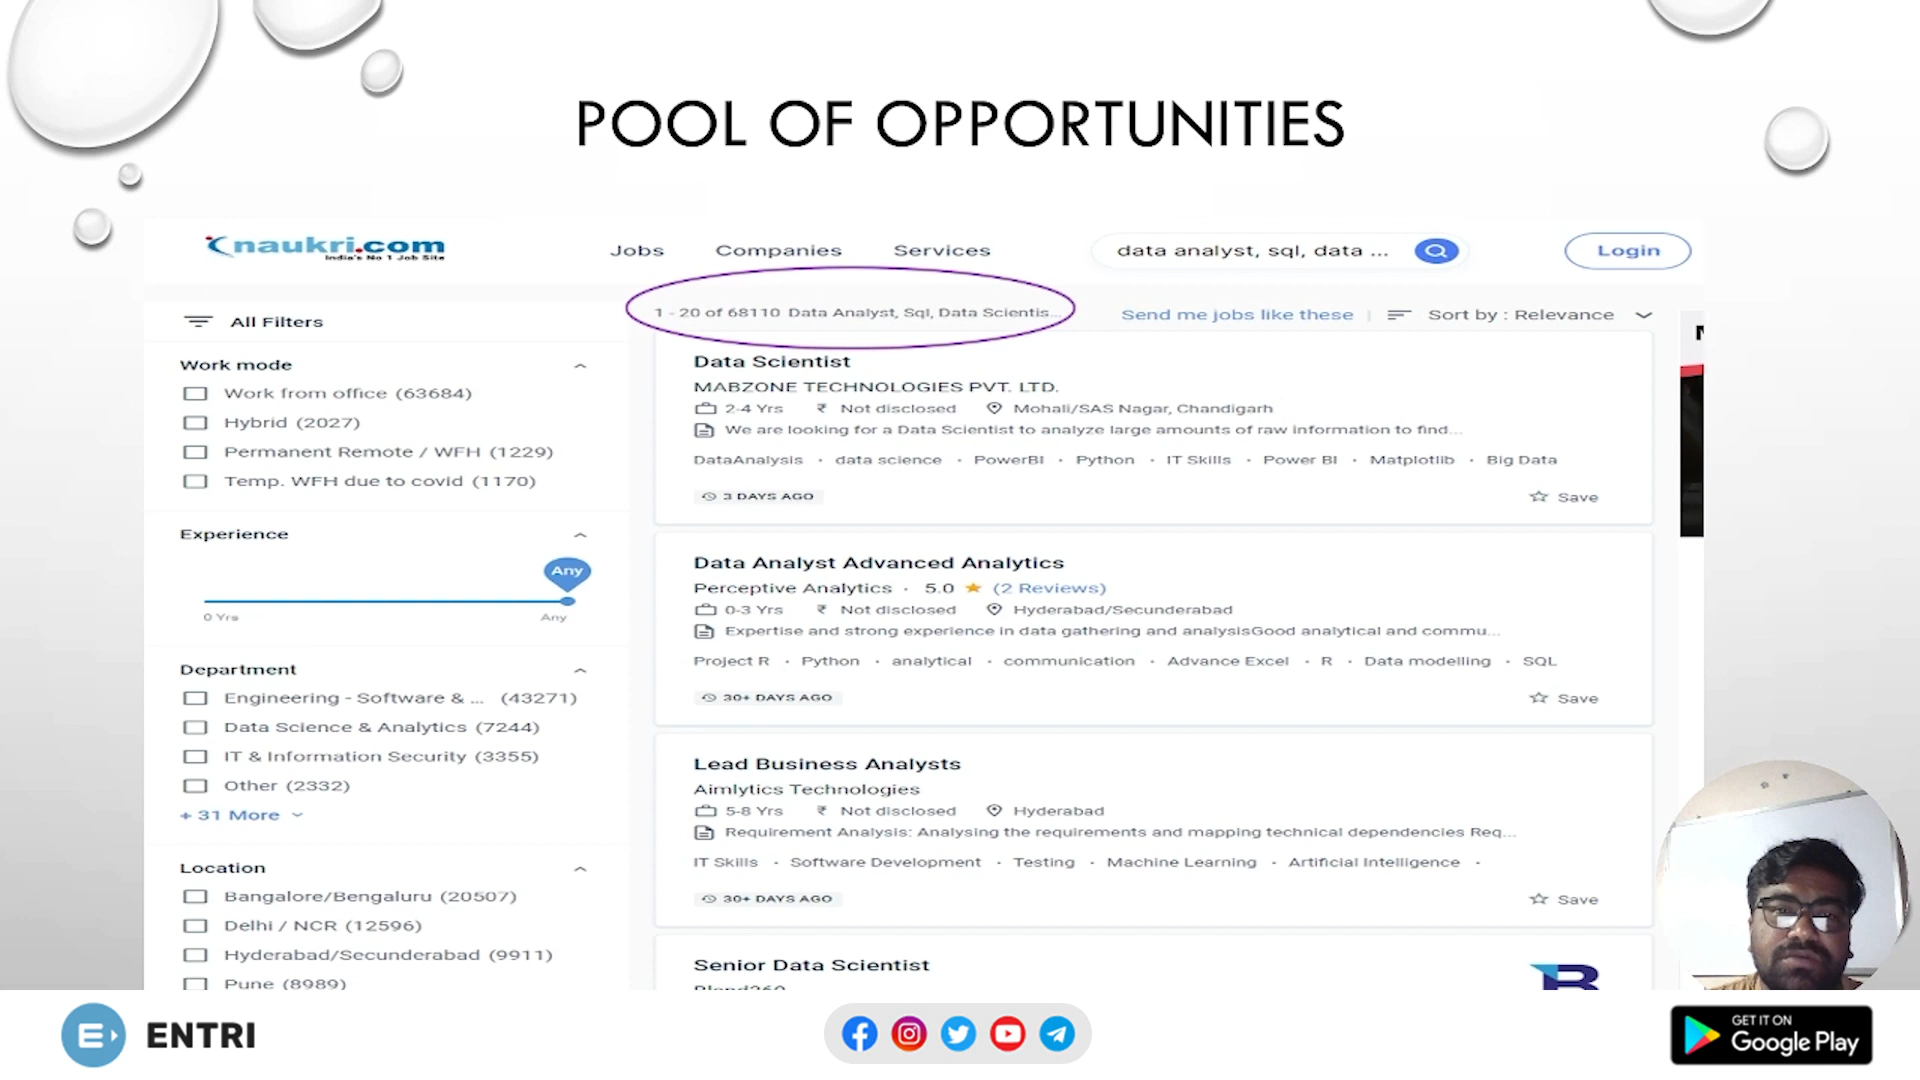 POOL OF OPPORTUNITIES
naukri.com
India's No 1 Job Site
Jobs Companies Services
data analyst, sql, data ...
Login
1 - 20 of 68110 Data Analyst, Sql, Data Scientis...
Send me jobs like these | Sort by : Relevance
All Filters
Work mode
Work from office (63684)
Hybrid (2027)
Permanent Remote / WFH (1229)
Temp. WFH due to covid (1170)
Experience
Any
0 Yrs Any
Department
Engineering - Software & ... (43271)
Data Science & Analytics (7244)
IT & Information Security (3355)
Other (2332)
+ 31 More
Location
Bangalore/Bengaluru (20507)
Delhi / NCR (12596)
Hyderabad/Secunderabad (9911)
Pune (8989)
Data Scientist
MABZONE TECHNOLOGIES PVT. LTD.
2-4 Yrs ₹ Not disclosed Mohali/SAS Nagar, Chandigarh
We are looking for a Data Scientist to analyze large amounts of raw information to find...
DataAnalysis · data science · PowerBI · Python · IT Skills · Power BI · Matplotlib · Big Data
3 DAYS AGO Save
Data Analyst Advanced Analytics
Perceptive Analytics · 5.0 ★ (2 Reviews)
0-3 Yrs ₹ Not disclosed Hyderabad/Secunderabad
Expertise and strong experience in data gathering and analysisGood analytical and commu...
Project R · Python · analytical · communication · Advance Excel · R · Data modelling · SQL
30+ DAYS AGO Save
Lead Business Analysts
Aimlytics Technologies
5-8 Yrs ₹ Not disclosed Hyderabad
Requirement Analysis: Analysing the requirements and mapping technical dependencies Req...
IT Skills · Software Development · Testing · Machine Learning · Artificial Intelligence ·
30+ DAYS AGO Save
Senior Data Scientist
ENTRI
GET IT ON
Google Play